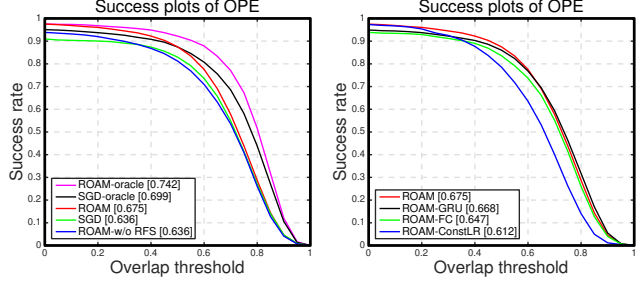 Success plots of OPE
1
0.9
0.8
0.7
0.6
0.5
0.4
0.3
0.2
0.1
0
Success rate
ROAM-oracle [0.742]
SGD-oracle [0.699]
ROAM [0.675]
SGD [0.636]
ROAM-w/o RFS [0.636]
0 0.2 0.4 0.6 0.8 1
Overlap threshold
Success plots of OPE
1
0.9
0.8
0.7
0.6
0.5
0.4
0.3
0.2
0.1
0
Success rate
ROAM [0.675]
ROAM-GRU [0.668]
ROAM-FC [0.647]
ROAM-ConstLR [0.612]
0 0.2 0.4 0.6 0.8 1
Overlap threshold